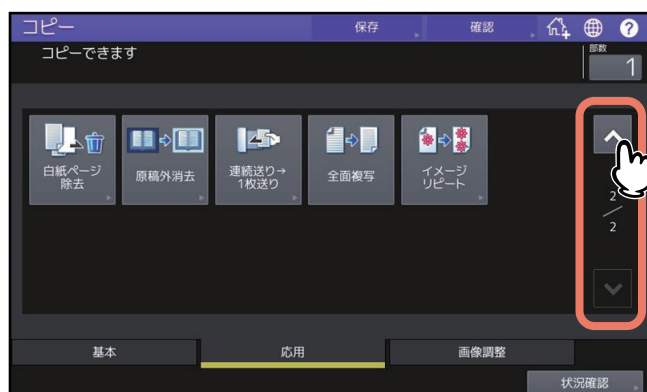 コピー
保存
確認
?
コピーできます
部数
1
白紙ページ
除去
原稿外消去
連続送り→
1枚送り
全面複写
イメージ
リピート
2
2
基本
応用
画像調整
状況確認